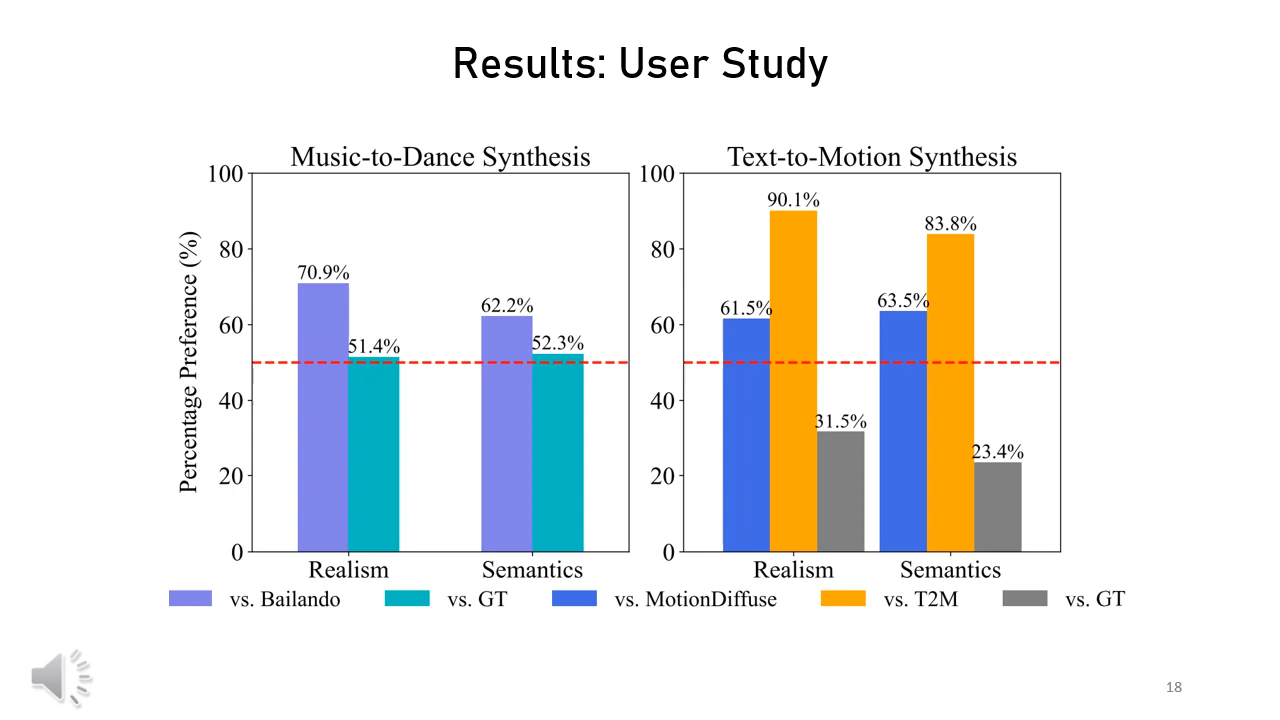 Results: User Study
Music-to-Dance Synthesis
Percentage Preference (%)
100
80
60
40
20
0
70.9%
51.4%
62.2%
52.3%
Realism
Semantics
Text-to-Motion Synthesis
100
80
60
40
20
0
61.5%
90.1%
31.5%
63.5%
83.8%
23.4%
Realism
Semantics
vs. Bailando
vs. GT
vs. MotionDiffuse
vs. T2M
vs. GT
18